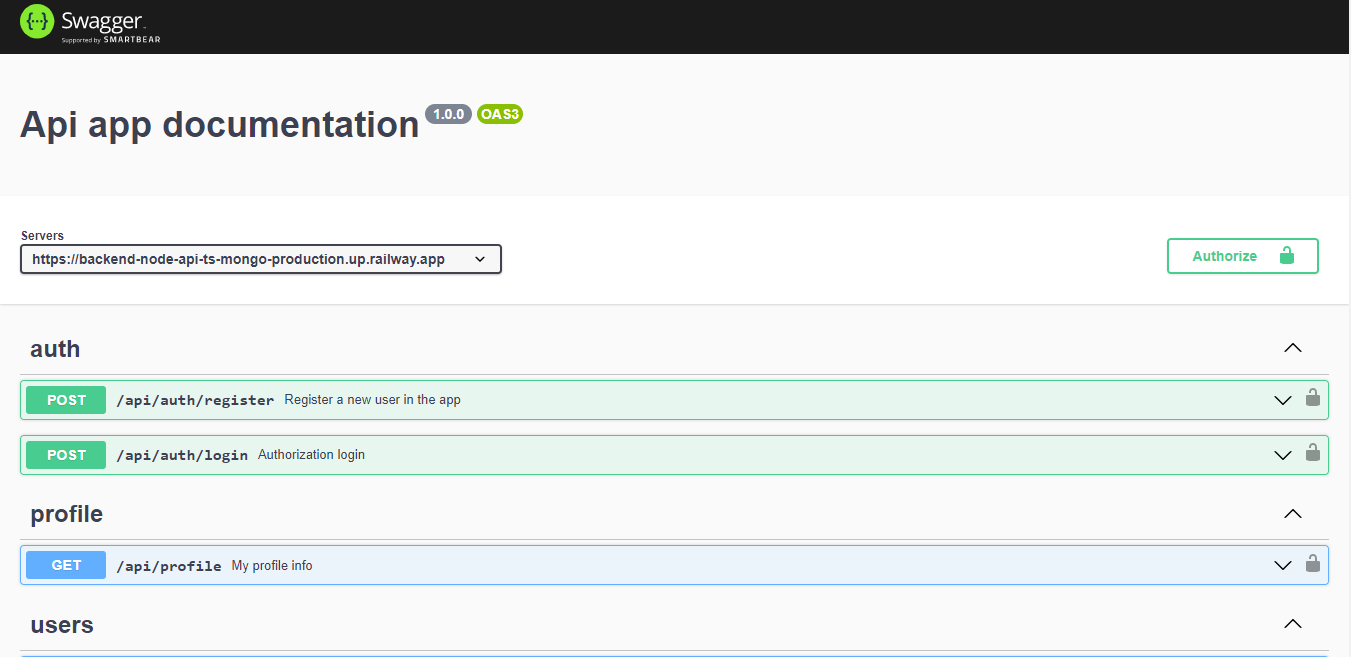 {···} Swagger.
Supported by SMARTBEAR
Api app documentation 1.0.0 OAS3
Servers
https://backend-node-api-ts-mongo-production.up.railway.app
Authorize
auth
POST /api/auth/register Register a new user in the app
POST /api/auth/login Authorization login
profile
GET /api/profile My profile info
users